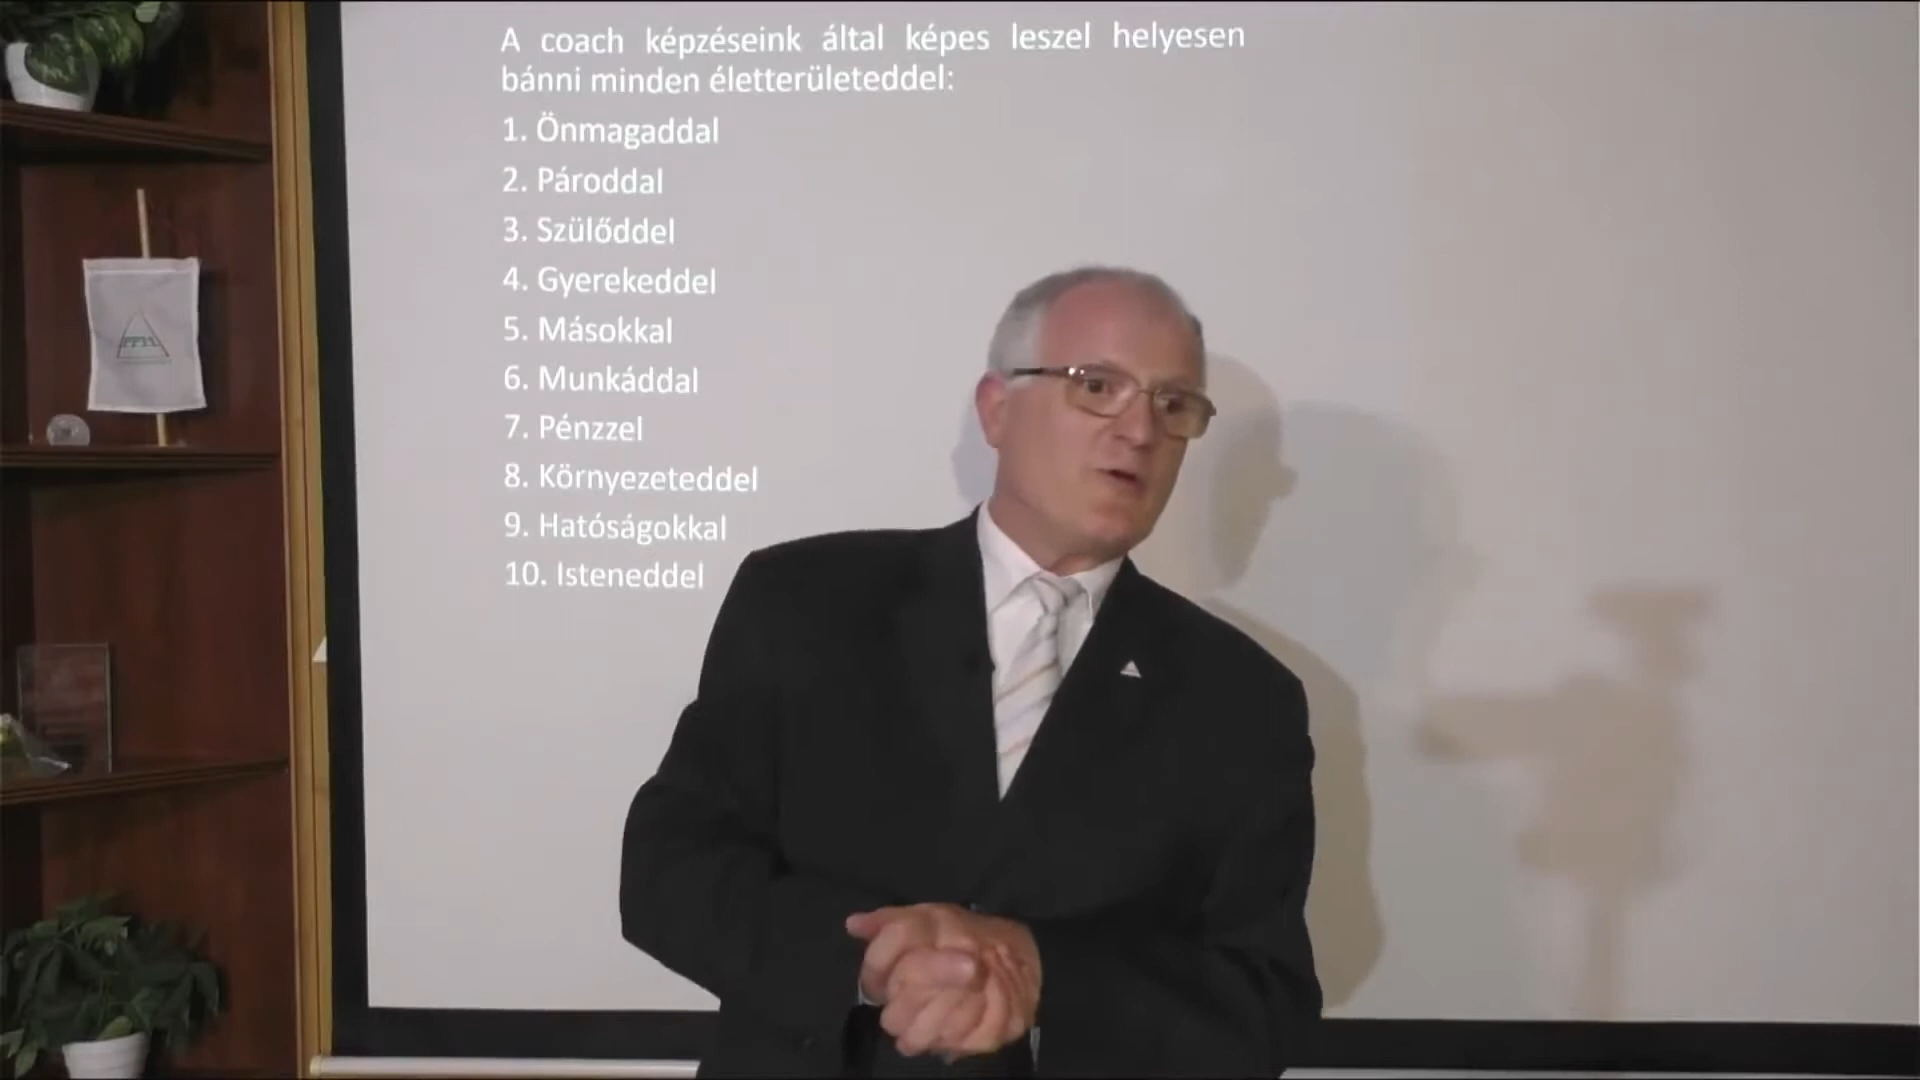 A coach képzéseink által képes leszel helyesen
bánni minden életterületeddel:
1. Önmagaddal
2. Pároddal
3. Szülőddel
4. Gyerekeddel
5. Másokkal
6. Munkáddal
7. Pénzzel
8. Környezeteddel
9. Hatóságokkal
10. Isteneddel